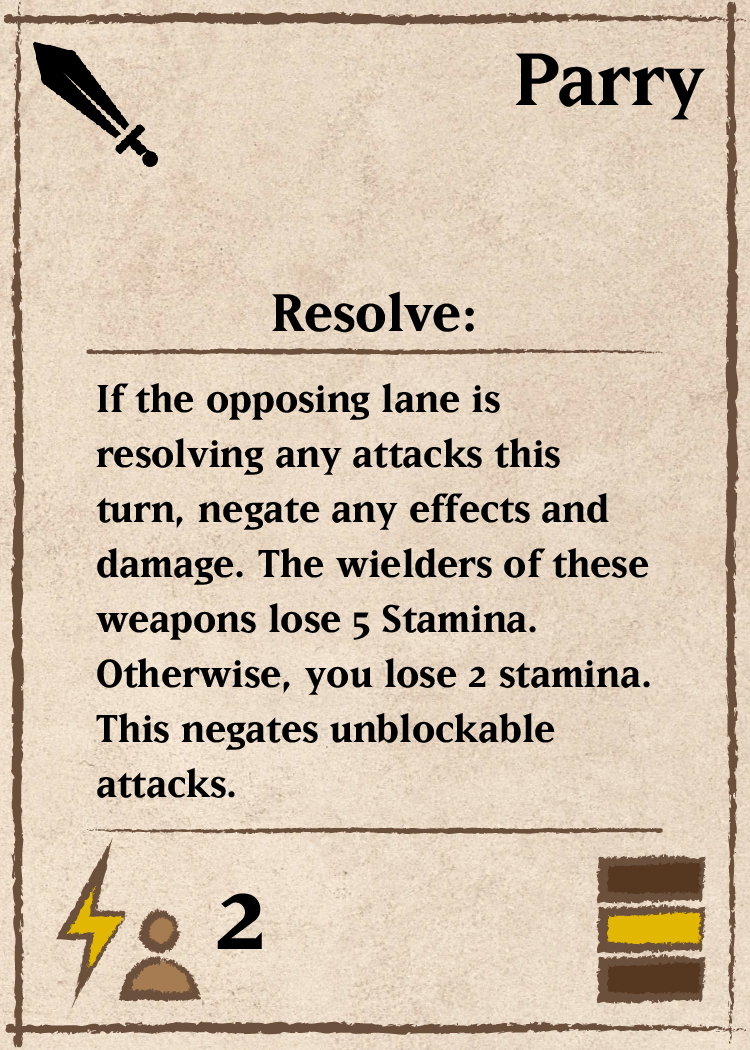 Parry
Resolve:
If the opposing lane is
resolving any attacks this
turn, negate any effects and
damage. The wielders of these
weapons lose 5 Stamina.
Otherwise, you lose 2 stamina.
This negates unblockable
attacks.
2